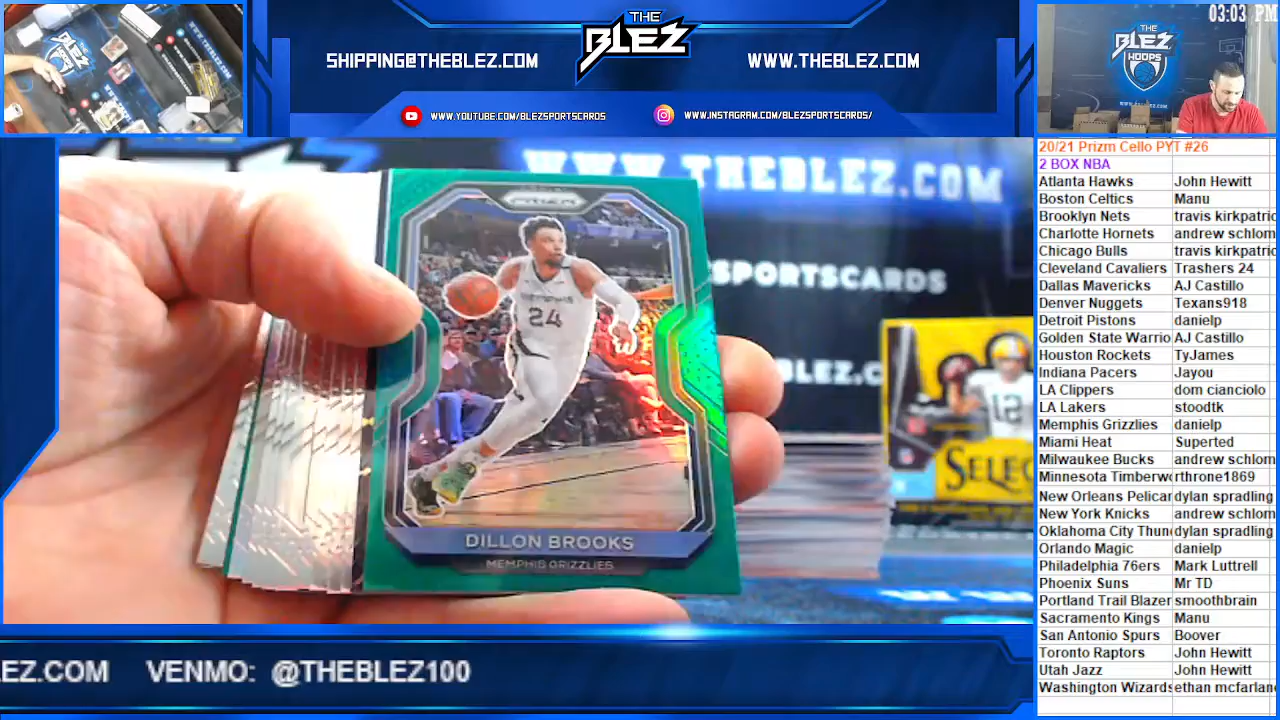 SHIPPING@THEBLEZ.COM
THE
BLEZ
WWW.THEBLEZ.COM
WWW.YOUTUBE.COM/BLEZSPORTSCARDS
WWW.INSTAGRAM.COM/BLEZSPORTSCARDS/
03:03 PM
THE
BLEZ
HOOPS
WWW.THEBLEZ.COM
SPORTSCARDS
BLEZ.C
PRIZM
MEMPHIS
24
DILLON BROOKS
MEMPHIS GRIZZLIES
12
SELEC
EZ.COM VENMO: @THEBLEZ100
20/21 Prizm Cello PYT #26
2 BOX NBA
Atlanta Hawks John Hewitt
Boston Celtics Manu
Brooklyn Nets travis kirkpatric
Charlotte Hornets andrew schlom
Chicago Bulls travis kirkpatric
Cleveland Cavaliers Trashers 24
Dallas Mavericks AJ Castillo
Denver Nuggets Texans918
Detroit Pistons danielp
Golden State Warrio AJ Castillo
Houston Rockets TyJames
Indiana Pacers Jayou
LA Clippers dom cianciolo
LA Lakers stoodtk
Memphis Grizzlies danielp
Miami Heat Superted
Milwaukee Bucks andrew schlom
Minnesota Timberwo rthrone1869
New Orleans Pelican dylan spradling
New York Knicks andrew schlom
Oklahoma City Thun dylan spradling
Orlando Magic danielp
Philadelphia 76ers Mark Luttrell
Phoenix Suns Mr TD
Portland Trail Blazer smoothbrain
Sacramento Kings Manu
San Antonio Spurs Boover
Toronto Raptors John Hewitt
Utah Jazz John Hewitt
Washington Wizards ethan mcfarlan